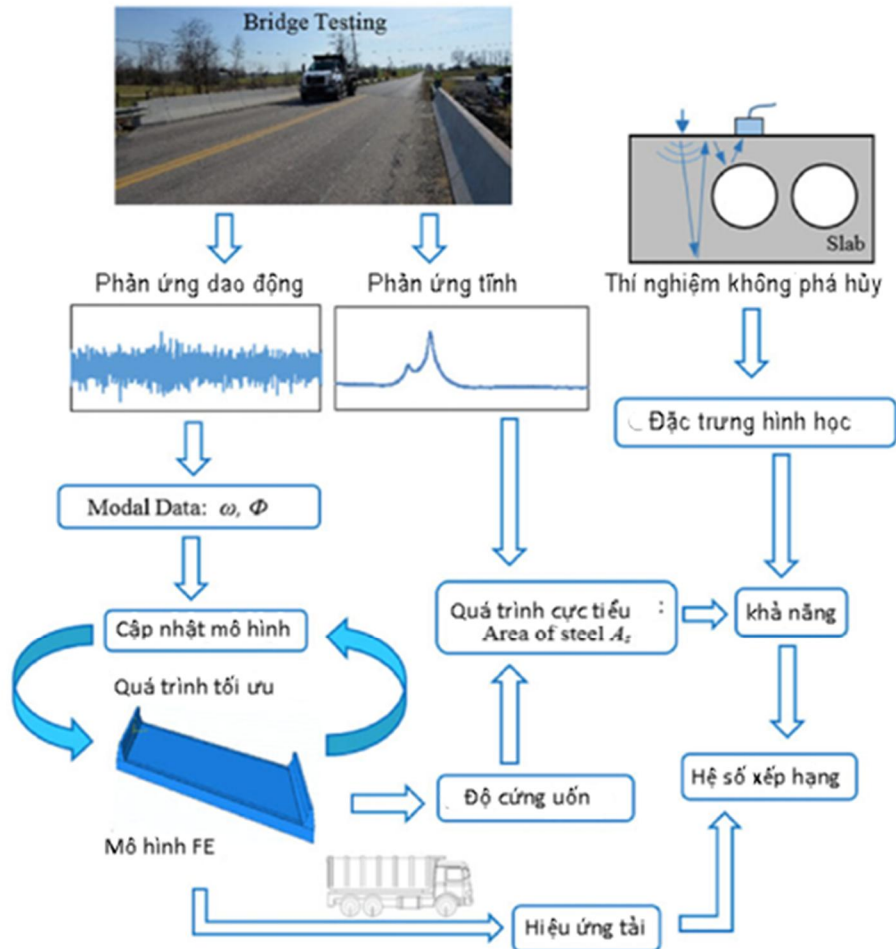 Bridge Testing
Slab
Phản ứng dao động
Phản ứng tĩnh
Thí nghiệm không phá hủy
Đặc trưng hình học
Modal Data: ω, Φ
Cập nhật mô hình
Quá trình cực tiểu :
Area of steel Aₛ
khả năng
Quá trình tối ưu
Độ cứng uốn
Hệ số xếp hạng
Mô hình FE
Hiệu ứng tải